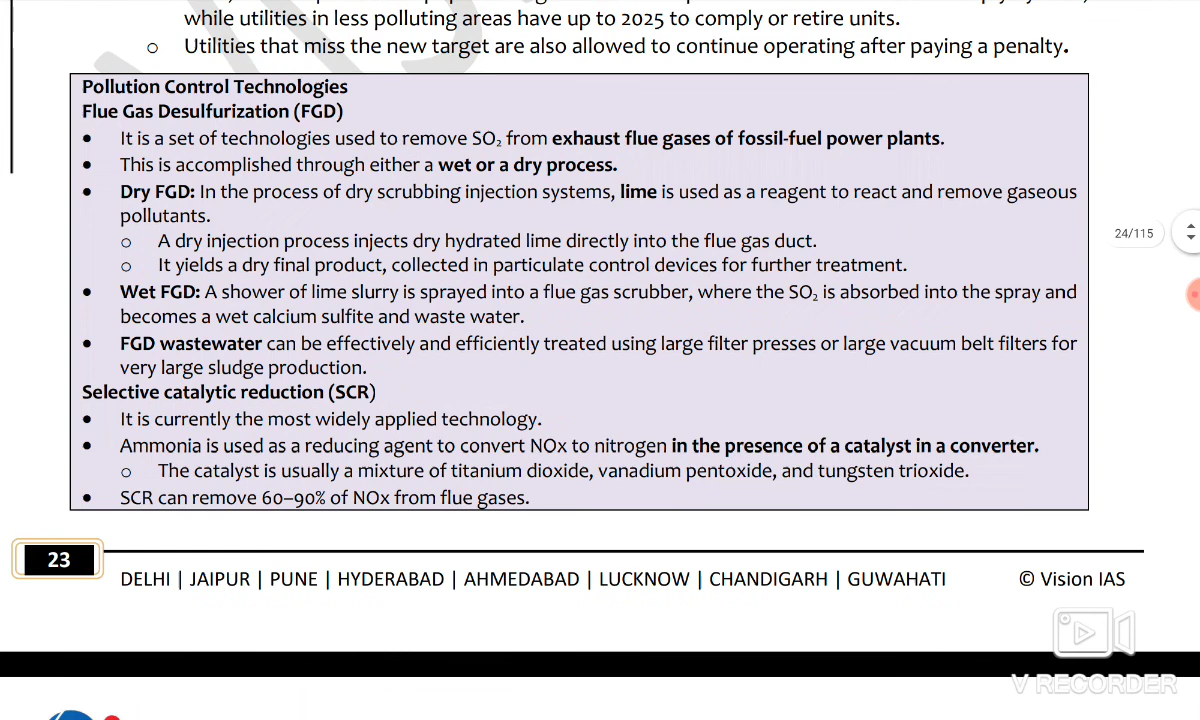 while utilities in less polluting areas have up to 2025 to comply or retire units.
o Utilities that miss the new target are also allowed to continue operating after paying a penalty.
Pollution Control Technologies
Flue Gas Desulfurization (FGD)
• It is a set of technologies used to remove SO₂ from exhaust flue gases of fossil-fuel power plants.
• This is accomplished through either a wet or a dry process.
• Dry FGD: In the process of dry scrubbing injection systems, lime is used as a reagent to react and remove gaseous
pollutants.
o A dry injection process injects dry hydrated lime directly into the flue gas duct.
o It yields a dry final product, collected in particulate control devices for further treatment.
• Wet FGD: A shower of lime slurry is sprayed into a flue gas scrubber, where the SO₂ is absorbed into the spray and
becomes a wet calcium sulfite and waste water.
• FGD wastewater can be effectively and efficiently treated using large filter presses or large vacuum belt filters for
very large sludge production.
Selective catalytic reduction (SCR)
• It is currently the most widely applied technology.
• Ammonia is used as a reducing agent to convert NOx to nitrogen in the presence of a catalyst in a converter.
o The catalyst is usually a mixture of titanium dioxide, vanadium pentoxide, and tungsten trioxide.
• SCR can remove 60–90% of NOx from flue gases.
24/115
23
DELHI | JAIPUR | PUNE | HYDERABAD | AHMEDABAD | LUCKNOW | CHANDIGARH | GUWAHATI
© Vision IAS
V RECORDER